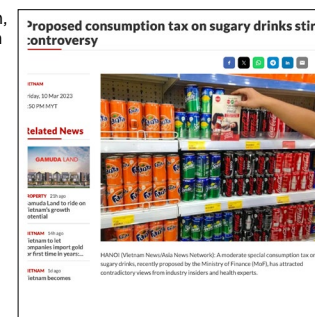 Proposed consumption tax on sugary drinks stir
controversy
VIETNAM
Friday, 10 Mar 2023
:50 PM MYT
Related News
GAMUDA LAND
PROPERTY 21h ago
Gamuda Land to ride on
Vietnam's growth
potential
VIETNAM 14h ago
Vietnam to let
companies import gold
for first time in years:...
VIETNAM 1d ago
Vietnam becomes
HANOI (Vietnam News/Asia News Network): A moderate special consumption tax on
sugary drinks, recently proposed by the Ministry of Finance (MoF), has attracted
contradictory views from industry insiders and health experts.